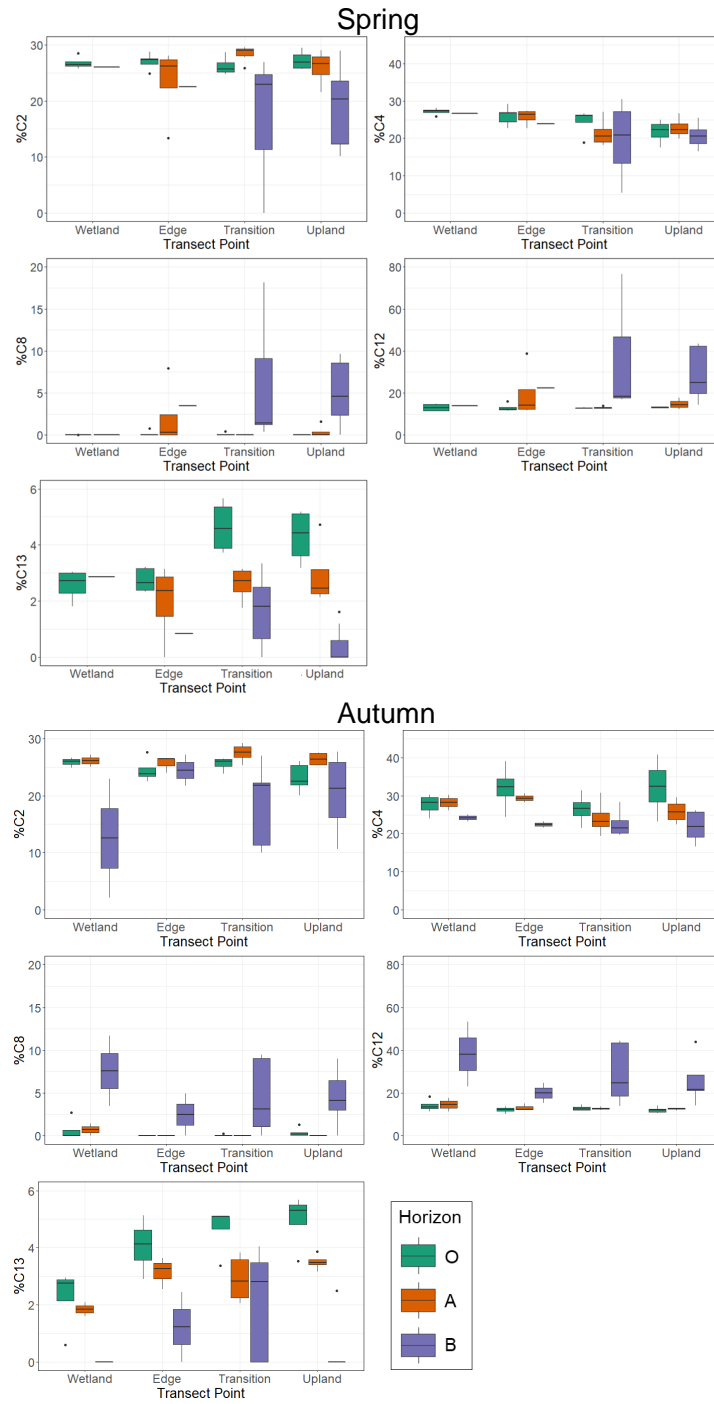 Spring
%C2
30
20
10
0
Wetland Edge Transition Upland
Transect Point
%C4
40
30
20
10
0
Wetland Edge Transition Upland
Transect Point
%C8
20
15
10
5
0
Wetland Edge Transition Upland
Transect Point
%C12
80
60
40
20
0
Wetland Edge Transition Upland
Transect Point
%C13
6
4
2
0
Wetland Edge Transition Upland
Transect Point
Autumn
%C2
30
20
10
0
Wetland Edge Transition Upland
Transect Point
%C4
40
30
20
10
0
Wetland Edge Transition Upland
Transect Point
%C8
20
15
10
5
0
Wetland Edge Transition Upland
Transect Point
%C12
80
60
40
20
0
Wetland Edge Transition Upland
Transect Point
%C13
6
4
2
0
Wetland Edge Transition Upland
Transect Point
Horizon
O
A
B